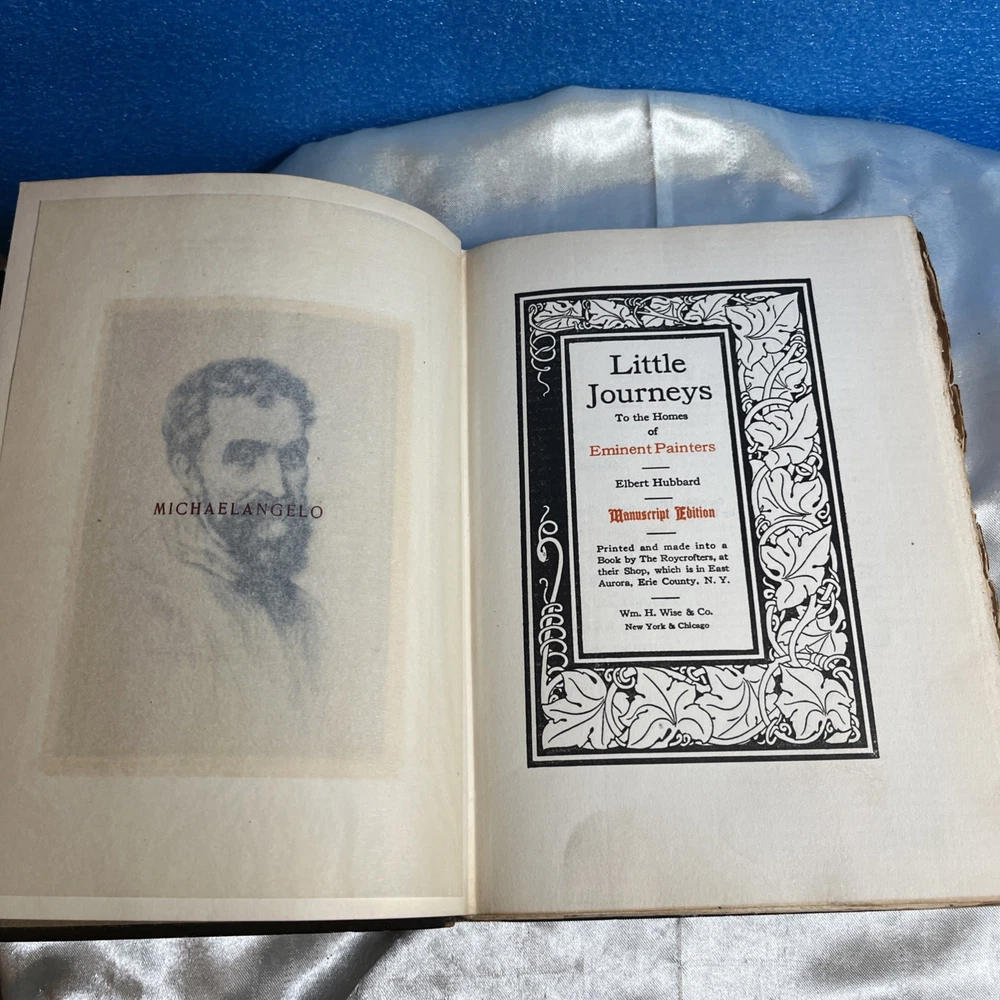 MICHAELANGELO
Little
Journeys
To the Homes
of
Eminent Painters
Elbert Hubbard
Manuscript Edition
Printed and made into a
Book by The Roycrofters, at
their Shop, which is in East
Aurora, Erie County, N. Y.
Wm. H. Wise & Co.
New York & Chicago